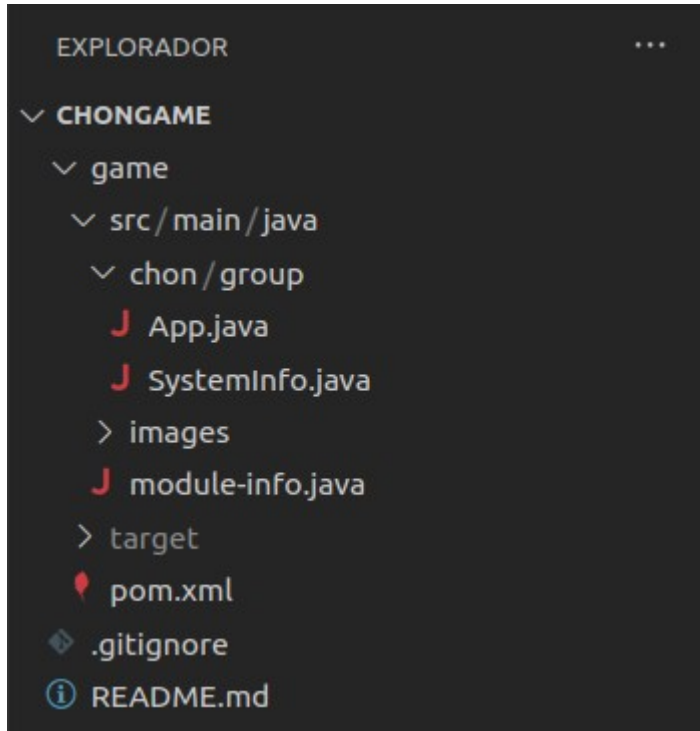 EXPLORADOR ...
CHONGAME
game
src/main/java
chon/group
J App.java
J SystemInfo.java
images
J module-info.java
target
pom.xml
.gitignore
README.md